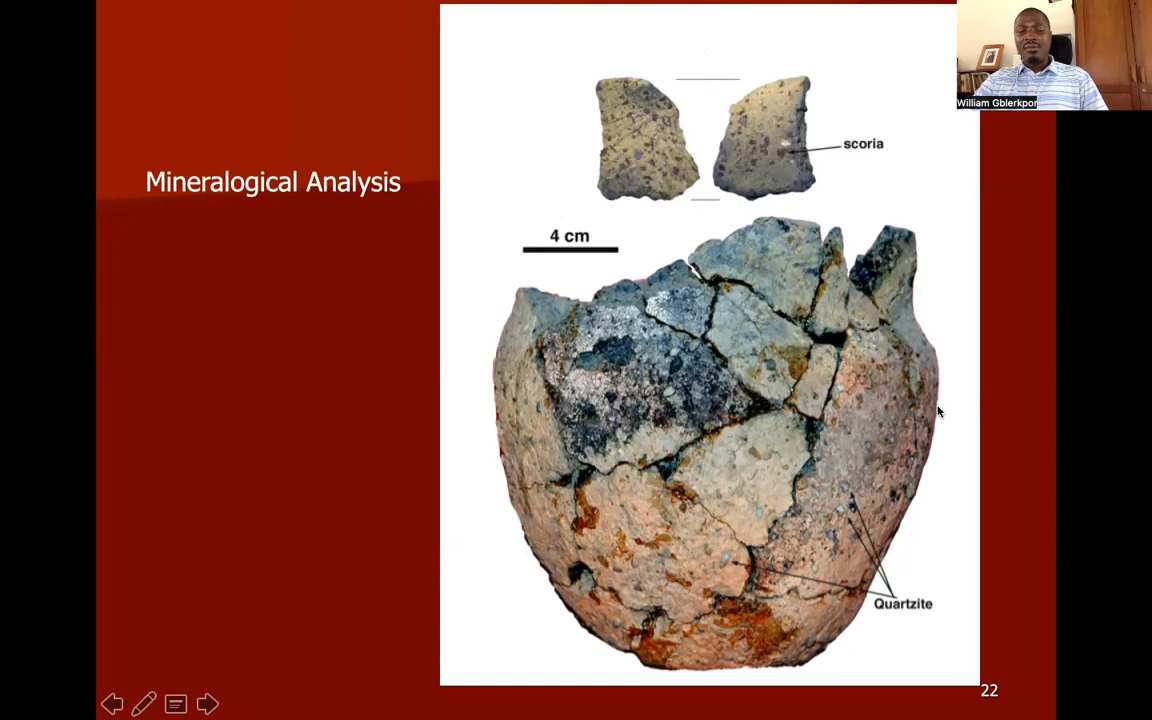 William Gblerkpor
scoria
Mineralogical Analysis
4 cm
Quartzite
22